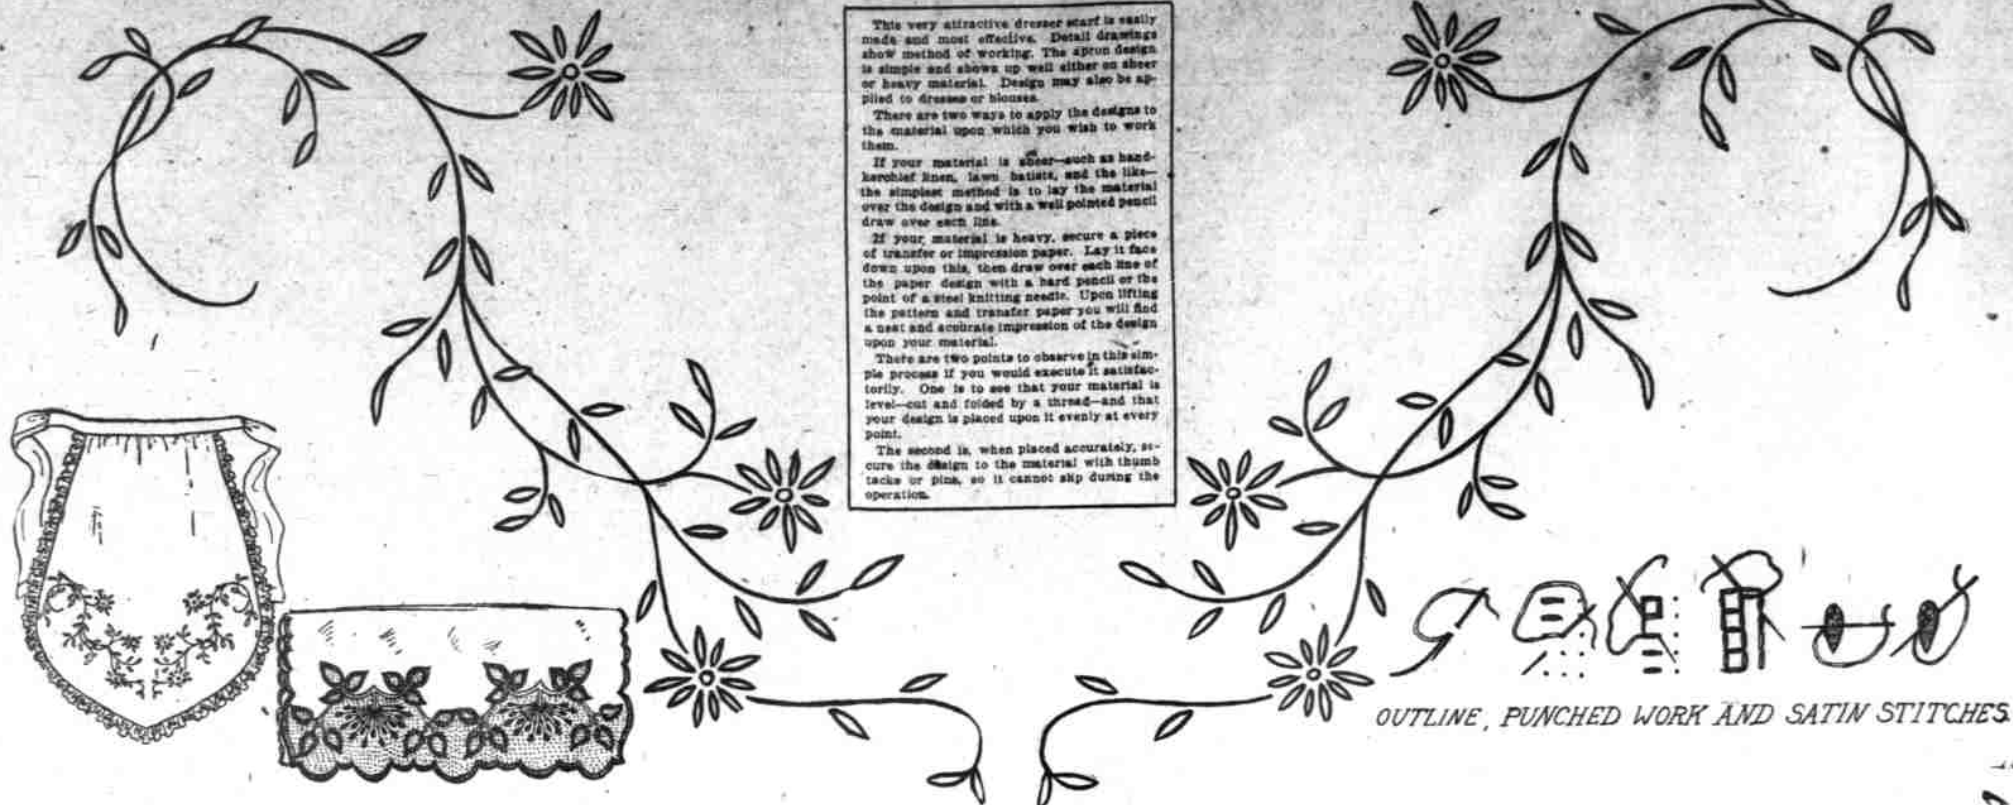 This very attractive dresser scarf is easily
made and most effective. Detail drawings
show method of working. The apron design
is simple and shows up well either on sheer
or heavy material. Design may also be ap-
plied to dresses or blouses.
There are two ways to apply the designs to
the material upon which you wish to work
them.
If your material is sheer—such as hand-
kerchief linen, lawn batiste, and the like—
the simplest method is to lay the material
over the design and with a well pointed pencil
draw over each line.
If your material is heavy, secure a piece
of transfer or impression paper. Lay it face
down upon this, then draw over each line of
the paper design with a hard pencil or the
point of a steel knitting needle. Upon lifting
the pattern and transfer paper you will find
a neat and accurate impression of the design
upon your material.
There are two points to observe in this sim-
ple process if you would execute it satisfac-
torily. One is to see that your material is
level—cut and folded by a thread—and that
your design is placed upon it evenly at every
point.
The second is, when placed accurately, se-
cure the design to the material with thumb
tacks or pins, so it cannot slip during the
operation.
OUTLINE, PUNCHED WORK AND SATIN STITCHES